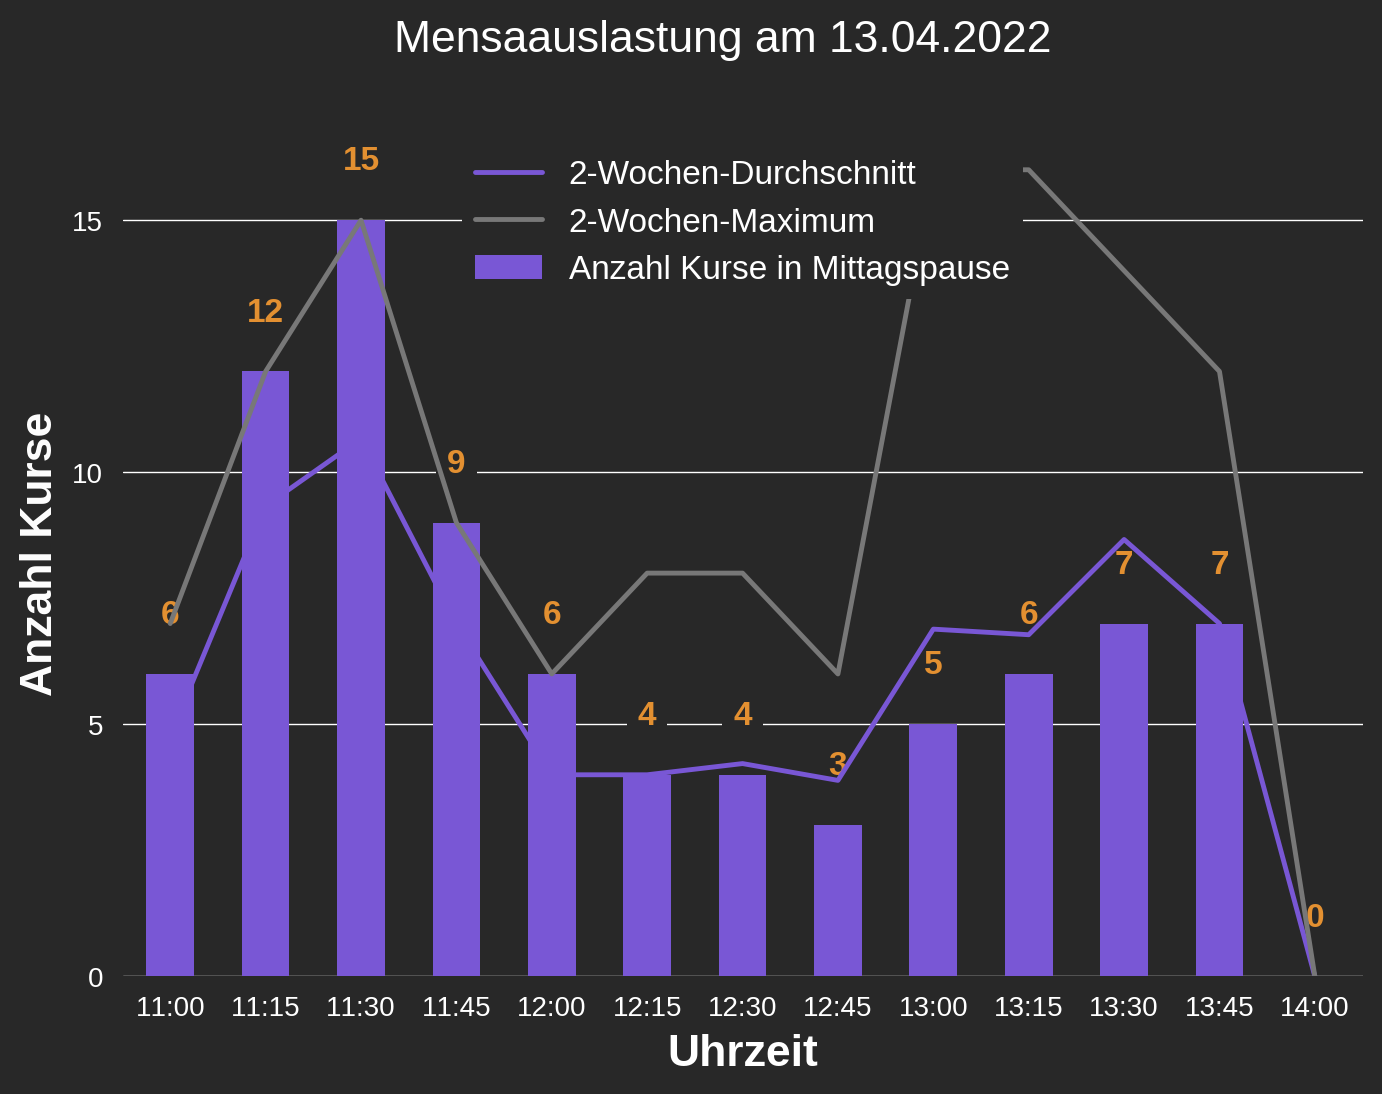 Mensaauslastung am 13.04.2022
2-Wochen-Durchschnitt
2-Wochen-Maximum
Anzahl Kurse in Mittagspause
Anzahl Kurse
15
10
5
0
6
12
15
9
6
4
4
3
5
6
7
7
0
11:00 11:15 11:30 11:45 12:00 12:15 12:30 12:45 13:00 13:15 13:30 13:45 14:00
Uhrzeit